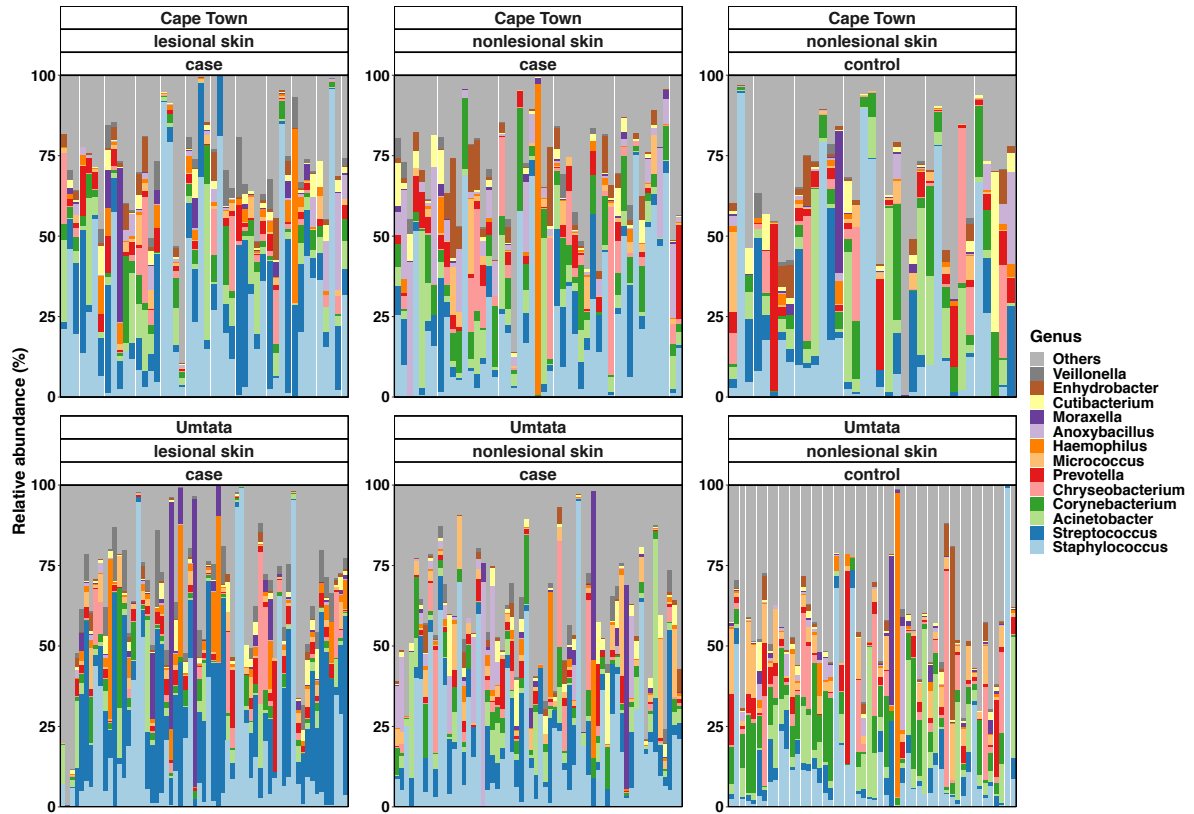 Cape Town
lesional skin
case
Cape Town
nonlesional skin
case
Cape Town
nonlesional skin
control
100
75
50
25
0
100
75
50
25
0
100
75
50
25
0
Relative abundance (%)
Umtata
lesional skin
case
Umtata
nonlesional skin
case
Umtata
nonlesional skin
control
100
75
50
25
0
100
75
50
25
0
100
75
50
25
0
Genus
Others
Veillonella
Enhydrobacter
Cutibacterium
Moraxella
Anoxybacillus
Haemophilus
Micrococcus
Prevotella
Chryseobacterium
Corynebacterium
Acinetobacter
Streptococcus
Staphylococcus